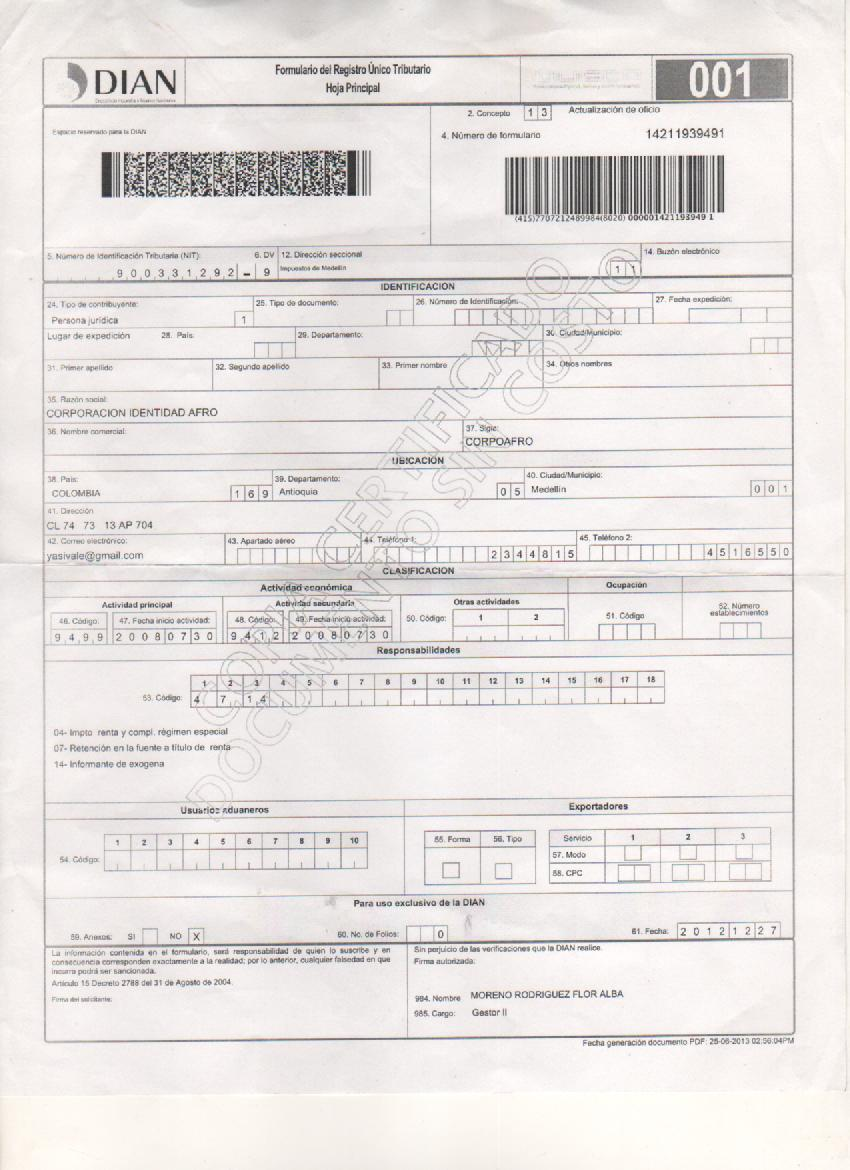 DIAN
Formulario del Registro Único Tributario
Hoja Principal
001
2. Concepto 1 3 Actualización de oficio
Espacio reservado para la DIAN
4. Número de formulario 14211939491
(415)7707212489984(8020) 000001421193949 1
5. Número de Identificación Tributaria (NIT): 6. DV 12. Dirección seccional 14. Buzón electrónico
9 0 0 3 3 1 2 9 2 - 9 Impuestos de Medellín 1 1
IDENTIFICACION
24. Tipo de contribuyente: 25. Tipo de documento: 26. Número de Identificación: 27. Fecha expedición:
Persona jurídica 1
Lugar de expedición 28. País: 29. Departamento: 30. Ciudad/Municipio:
31. Primer apellido 32. Segundo apellido 33. Primer nombre 34. Otros nombres
35. Razón social:
CORPORACION IDENTIDAD AFRO
36. Nombre comercial: 37. Sigla:
CORPOAFRO
UBICACION
38. País: 39. Departamento: 40. Ciudad/Municipio:
COLOMBIA 1 6 9 Antioquia 0 5 Medellín 0 0 1
41. Dirección
CL 74 73 13 AP 704
42. Correo electrónico: 43. Apartado aéreo 44. Teléfono 1: 45. Teléfono 2:
yasivale@gmail.com 2 3 4 4 8 1 5 4 5 1 6 5 5 0
CLASIFICACION
Actividad económica Ocupación
Actividad principal Actividad secundaria Otras actividades 52. Número establecimientos
46. Código: 47. Fecha inicio actividad: 48. Código: 49. Fecha inicio actividad: 50. Código: 1 2 51. Código
9 4 9 9 2 0 0 8 0 7 3 0 9 4 1 2 2 0 0 8 0 7 3 0
Responsabilidades
1 2 3 4 5 6 7 8 9 10 11 12 13 14 15 16 17 18
53. Código: 4 7 1 4
04- Impto renta y compl. régimen especial
07- Retención en la fuente a título de renta
14- Informante de exogena
COPIA CERTIFICADO
DOCUMENTO SIN COSTO
Usuarios aduaneros Exportadores
1 2 3 4 5 6 7 8 9 10
54. Código:
55. Forma 56. Tipo Servicio 1 2 3
57. Modo
58. CPC
Para uso exclusivo de la DIAN
59. Anexos: SI NO X 60. No. de Folios: 0 61. Fecha: 2 0 1 2 1 2 2 7
La información contenida en el formulario, será responsabilidad de quien lo suscribe y en
consecuencia corresponden exactamente a la realidad; por lo anterior, cualquier falsedad en que
incurra podrá ser sancionada.
Artículo 15 Decreto 2788 del 31 de Agosto de 2004.
Firma del solicitante:
Sin perjuicio de las verificaciones que la DIAN realice.
Firma autorizada:
984. Nombre MORENO RODRIGUEZ FLOR ALBA
985. Cargo: Gestor II
Fecha generación documento PDF: 25-06-2013 02:56:04PM